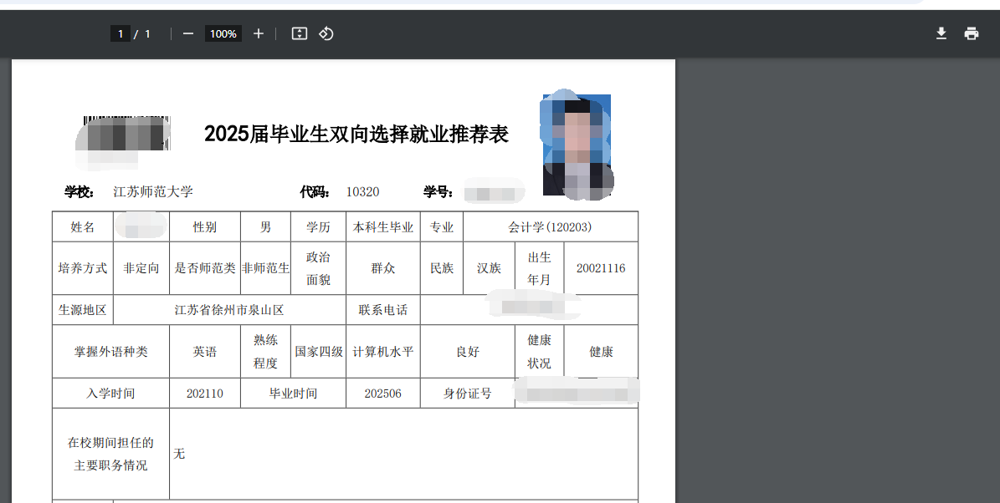 1 / 1 100%
2025届毕业生双向选择就业推荐表
学校： 江苏师范大学 代码： 10320 学号：
姓名 性别 男 学历 本科生毕业 专业 会计学(120203)
培养方式 非定向 是否师范类 非师范生 政治面貌 群众 民族 汉族 出生年月 20021116
生源地区 江苏省徐州市泉山区 联系电话
掌握外语种类 英语 熟练程度 国家四级 计算机水平 良好 健康状况 健康
入学时间 202110 毕业时间 202506 身份证号
在校期间担任的
主要职务情况
无